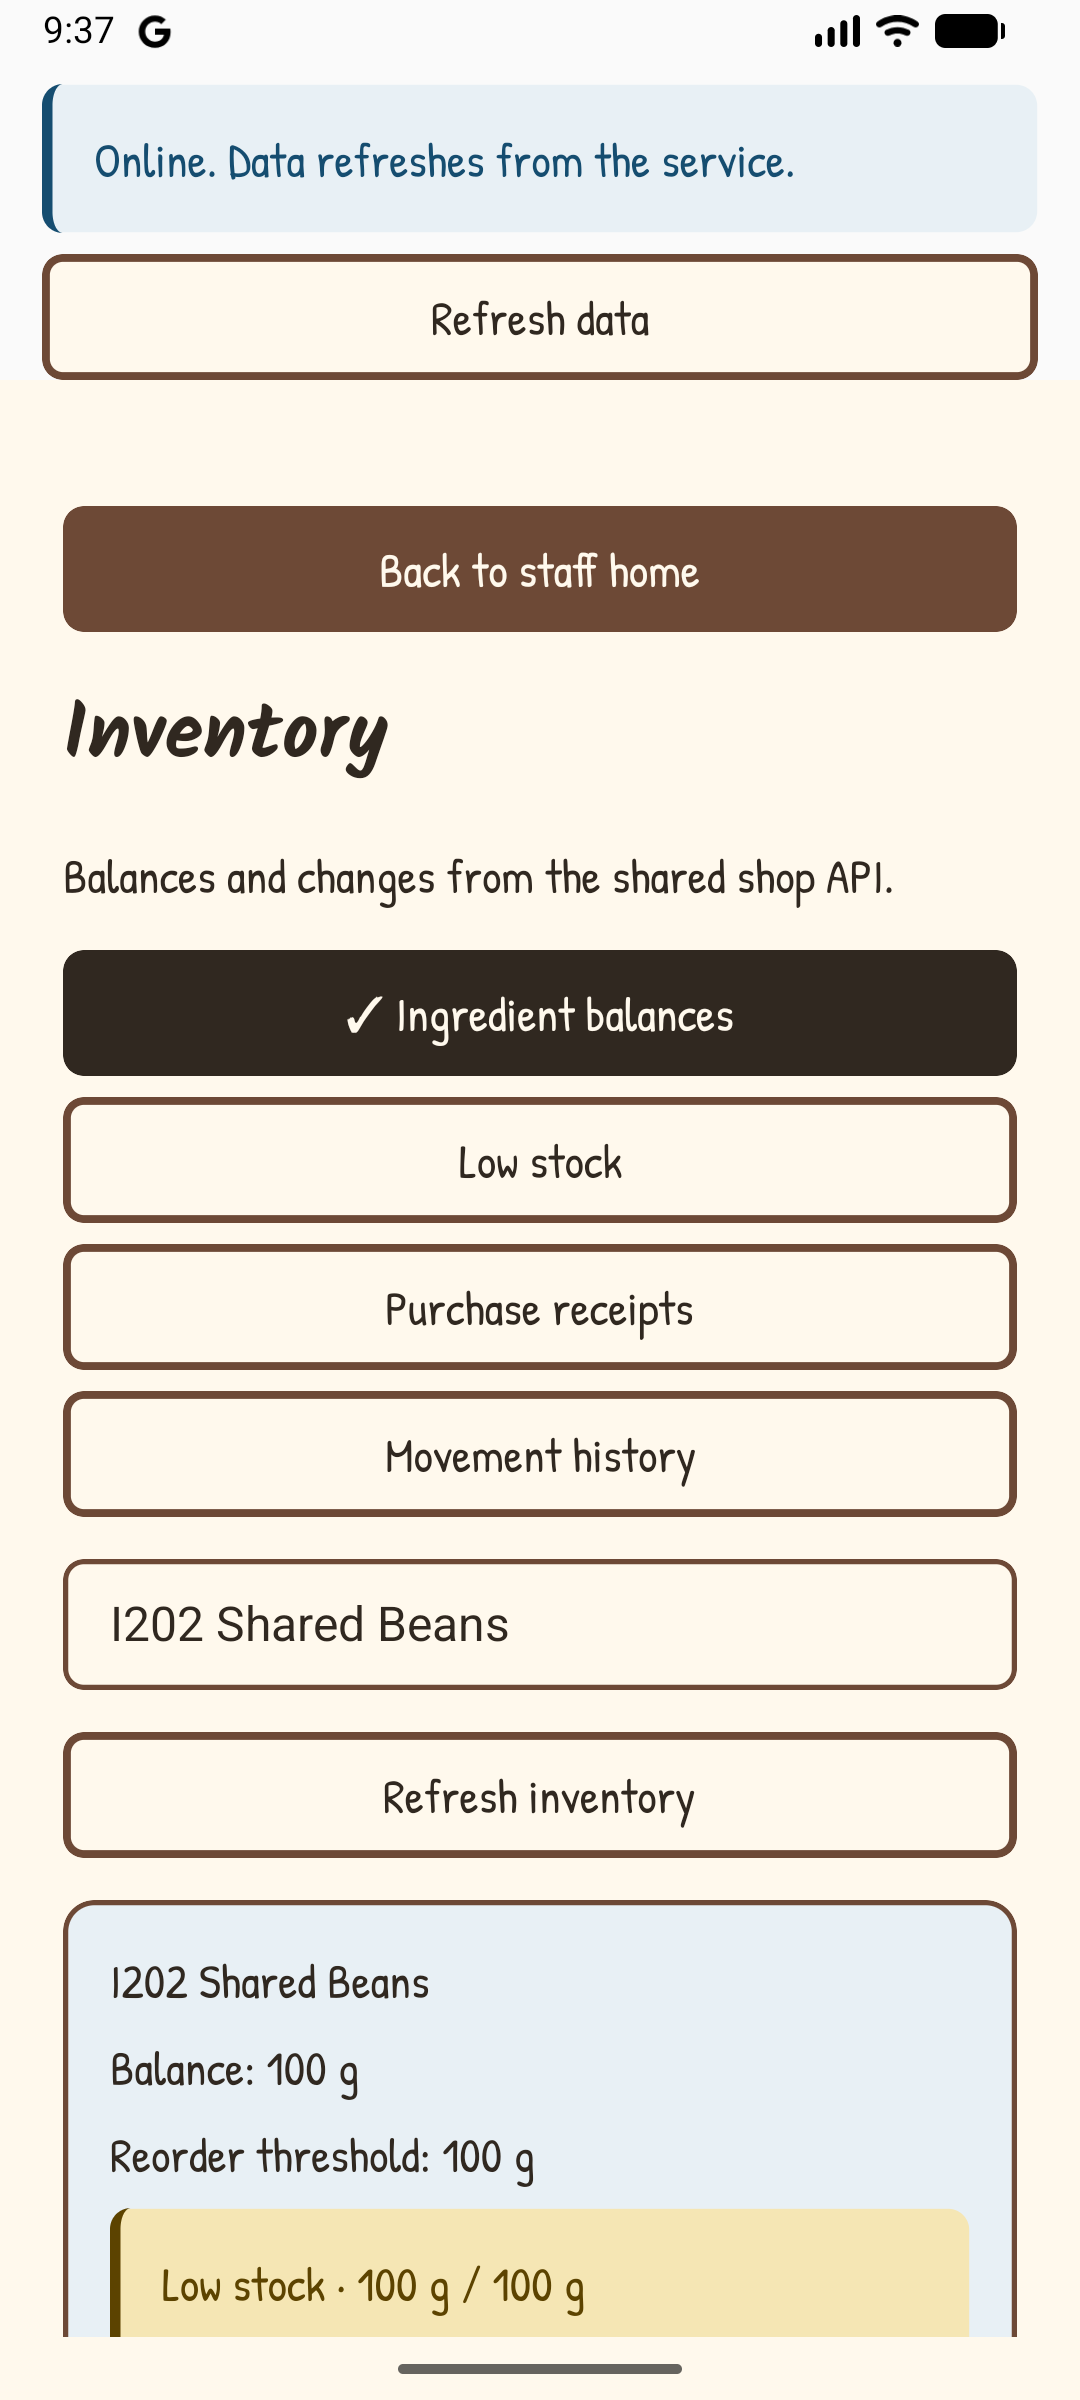 9:37
Online. Data refreshes from the service.
Refresh data
Back to staff home
Inventory
Balances and changes from the shared shop API.
✓ Ingredient balances
Low stock
Purchase receipts
Movement history
I202 Shared Beans
Refresh inventory
I202 Shared Beans
Balance: 100 g
Reorder threshold: 100 g
Low stock · 100 g / 100 g